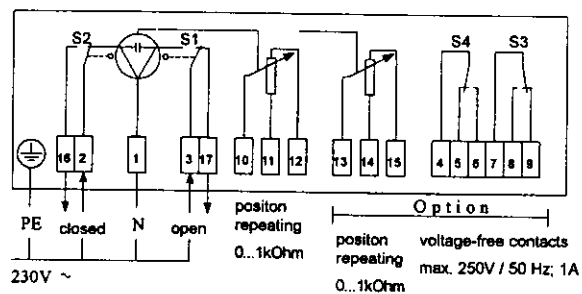 S2 S1 S4 S3
16 2 1 3 17 10 11 12 13 14 15 4 5 6 7 8 9
PE closed N open
positon
repeating
0...1kOhm
Option
positon
repeating
0...1kOhm
voltage-free contacts
max. 250V / 50 Hz; 1A
230V ~